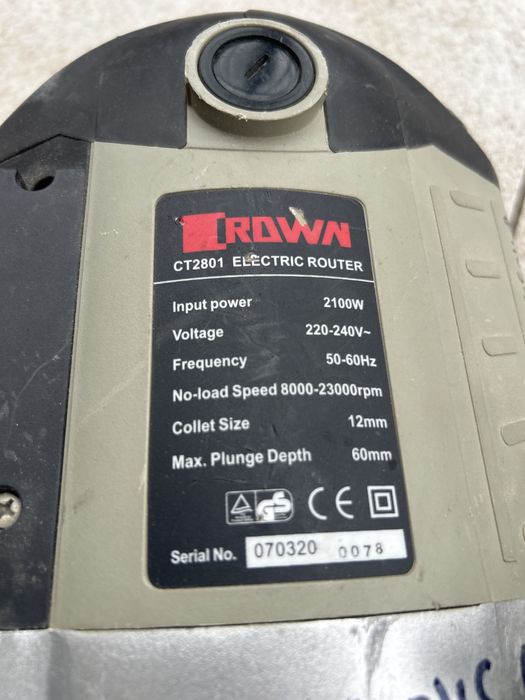 CROWN
CT2801 ELECTRIC ROUTER
Input power 2100W
Voltage 220-240V~
Frequency 50-60Hz
No-load Speed 8000-23000rpm
Collet Size 12mm
Max. Plunge Depth 60mm
GS CE
Serial No. 070320 0078